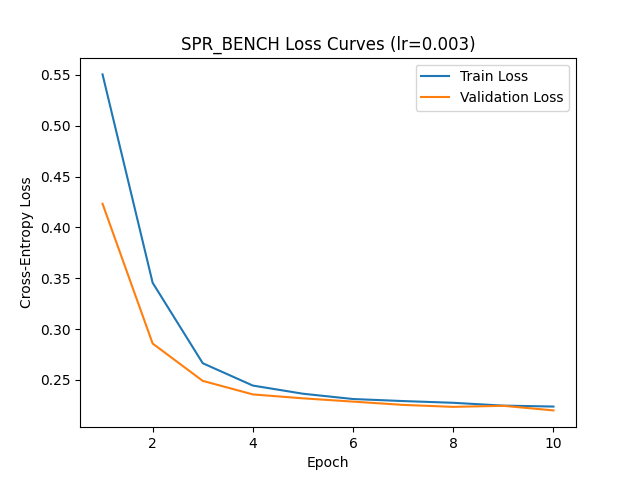 SPR_BENCH Loss Curves (lr=0.003)
Train Loss
Validation Loss
Cross-Entropy Loss
0.55
0.50
0.45
0.40
0.35
0.30
0.25
2 4 6 8 10
Epoch